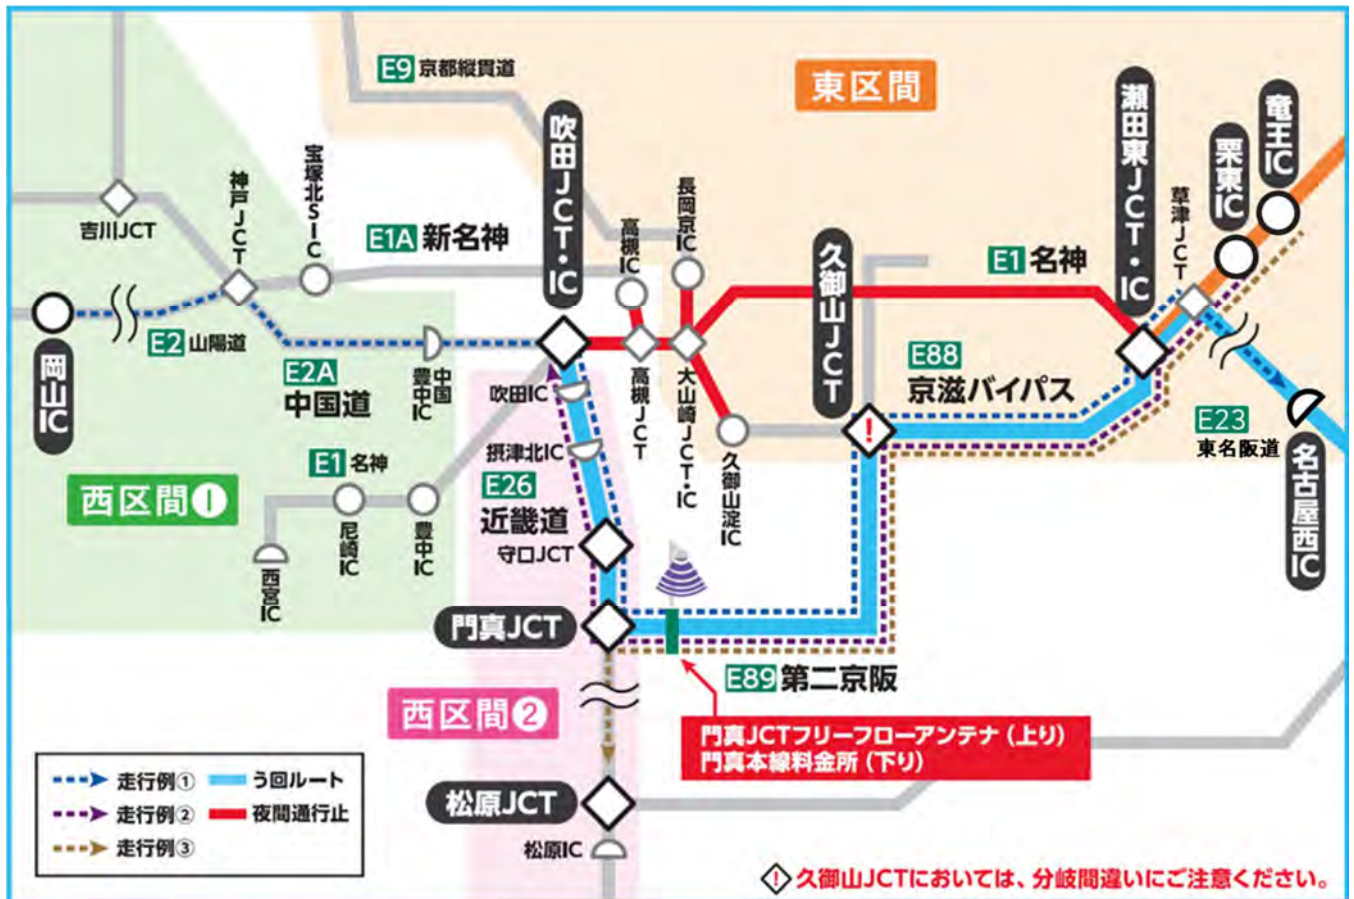 E9 京都縦貫道
東区間
吹田JCT・IC
瀬田東JCT・IC
栗東IC
竜王IC
草津JCT
宝塚北SIC
神戸JCT
吉川JCT
E1A 新名神
高槻IC
長岡京IC
久御山JCT
E1 名神
岡山IC
E2 山陽道
E2A
中国道
中国
豊中IC
吹田IC
高槻JCT
大山崎JCT・IC
E88
京滋バイパス
!
E23
東名阪道
名古屋西IC
摂津北IC
久御山淀IC
E1 名神
西区間❶
E26
近畿道
尼崎IC
豊中IC
西宮IC
守口JCT
門真JCT
E89 第二京阪
西区間❷
門真JCTフリーフローアンテナ（上り）
門真本線料金所（下り）
走行例① う回ルート
走行例② 夜間通行止
走行例③
松原JCT
松原IC
! 久御山JCTにおいては、分岐間違いにご注意ください。